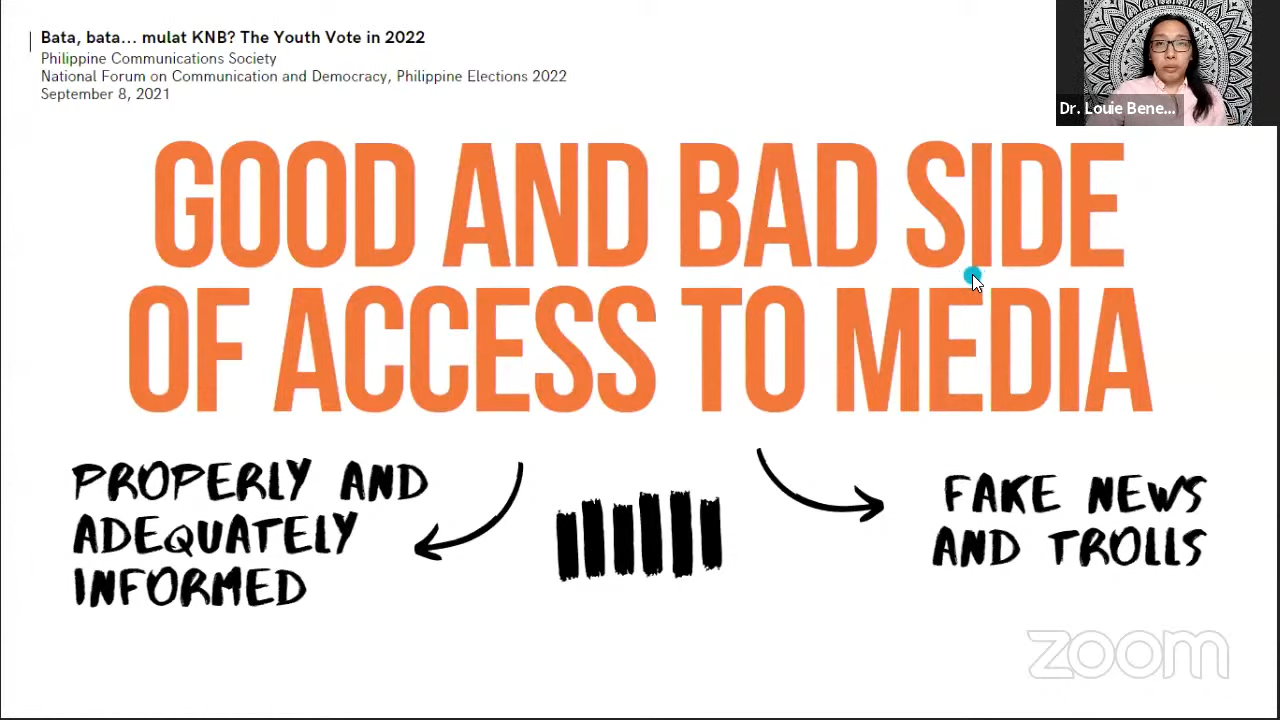 Bata, bata... mulat KNB? The Youth Vote in 2022
Philippine Communications Society
National Forum on Communication and Democracy, Philippine Elections 2022
September 8, 2021
Dr. Louie Bene...
GOOD AND BAD SIDE
OF ACCESS TO MEDIA
PROPERLY AND
ADEQUATELY
INFORMED
FAKE NEWS
AND TROLLS
zoom